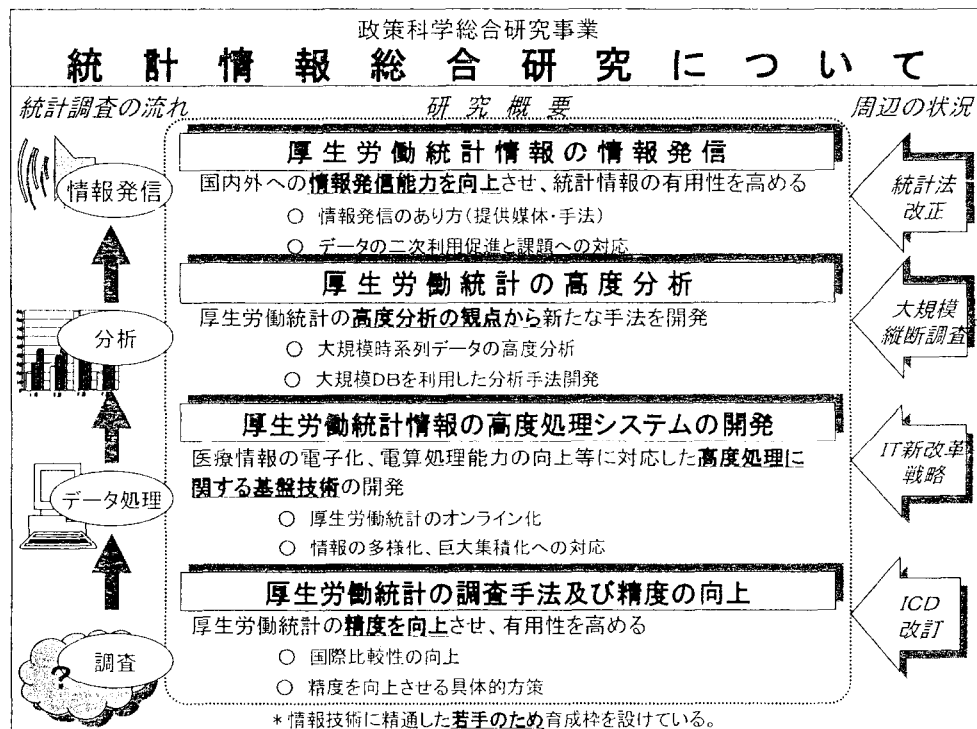 政策科学総合研究事業
統計情報総合研究について
統計調査の流れ
研究概要
周辺の状況
情報発信
分析
データ処理
調査
?
厚生労働統計情報の情報発信
国内外への情報発信能力を向上させ、統計情報の有用性を高める
○ 情報発信のあり方(提供媒体・手法)
○ データの二次利用促進と課題への対応
厚生労働統計の高度分析
厚生労働統計の高度分析の観点から新たな手法を開発
○ 大規模時系列データの高度分析
○ 大規模DBを利用した分析手法開発
厚生労働統計情報の高度処理システムの開発
医療情報の電子化、電算処理能力の向上等に対応した高度処理に
関する基盤技術の開発
○ 厚生労働統計のオンライン化
○ 情報の多様化、巨大集積化への対応
厚生労働統計の調査手法及び精度の向上
厚生労働統計の精度を向上させ、有用性を高める
○ 国際比較性の向上
○ 精度を向上させる具体的方策
*情報技術に精通した若手のため育成枠を設けている。
統計法
改正
大規模
縦断調査
IT新改革
戦略
ICD
改訂